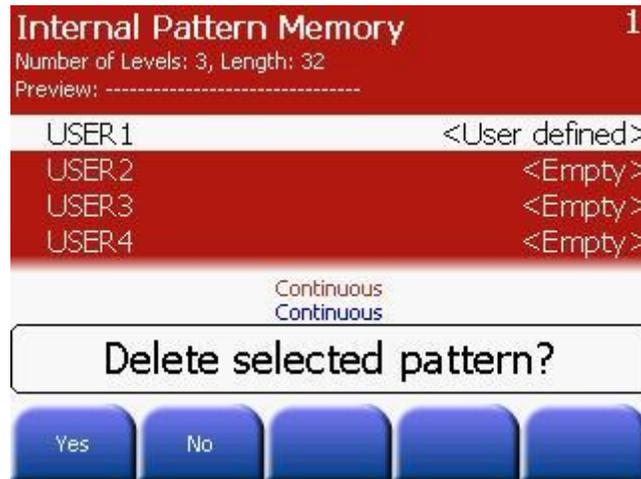 Internal Pattern Memory 1
Number of Levels: 3, Length: 32
Preview: --------------------------------
USER1 <User defined>
USER2 <Empty>
USER3 <Empty>
USER4 <Empty>
Continuous
Continuous
Delete selected pattern?
Yes No